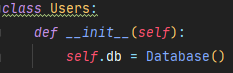 class Users:
    def __init__(self):
        self.db = Database()